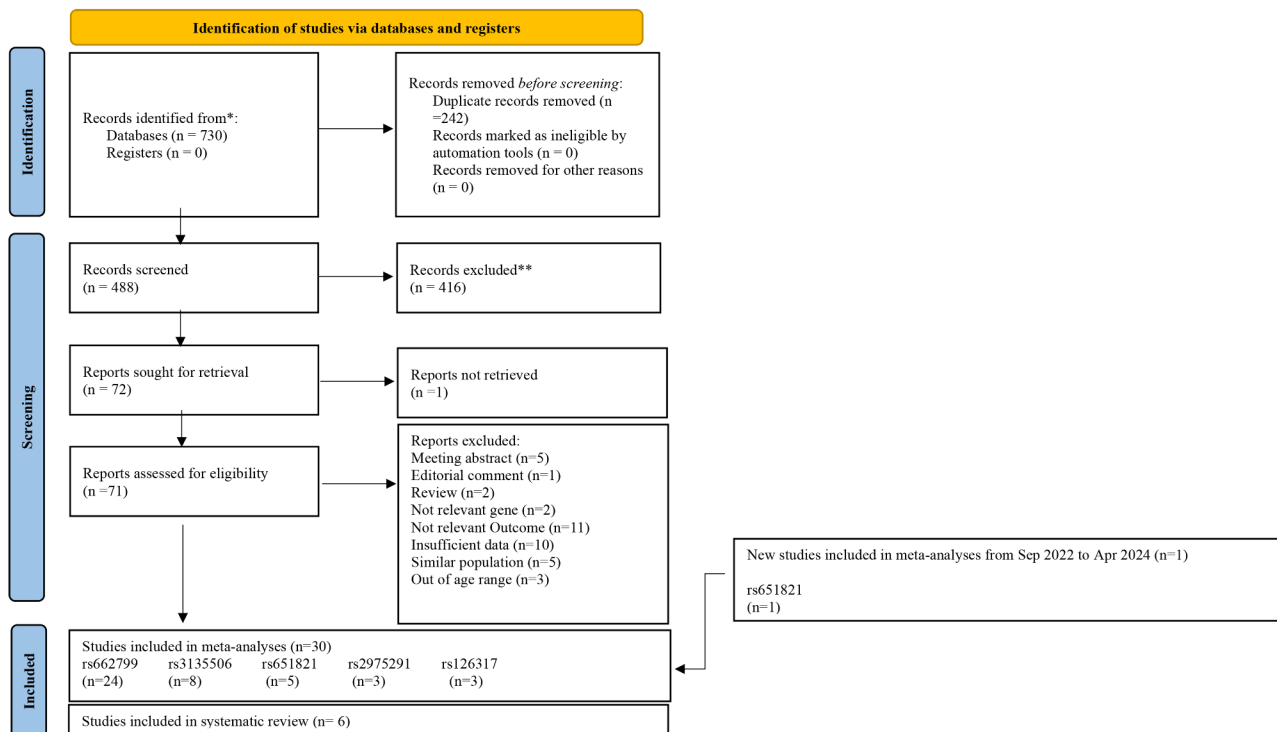 Identification of studies via databases and registers
Identification
Records identified from*:
Databases (n = 730)
Registers (n = 0)
Records removed before screening:
Duplicate records removed (n
=242)
Records marked as ineligible by
automation tools (n = 0)
Records removed for other reasons
(n = 0)
Screening
Records screened
(n = 488)
Records excluded**
(n = 416)
Reports sought for retrieval
(n = 72)
Reports not retrieved
(n =1)
Reports assessed for eligibility
(n =71)
Reports excluded:
Meeting abstract (n=5)
Editorial comment (n=1)
Review (n=2)
Not relevant gene (n=2)
Not relevant Outcome (n=11)
Insufficient data (n=10)
Similar population (n=5)
Out of age range (n=3)
New studies included in meta-analyses from Sep 2022 to Apr 2024 (n=1)
rs651821
(n=1)
Included
Studies included in meta-analyses (n=30)
rs662799 rs3135506 rs651821 rs2975291 rs126317
(n=24) (n=8) (n=5) (n=3) (n=3)
Studies included in systematic review (n= 6)